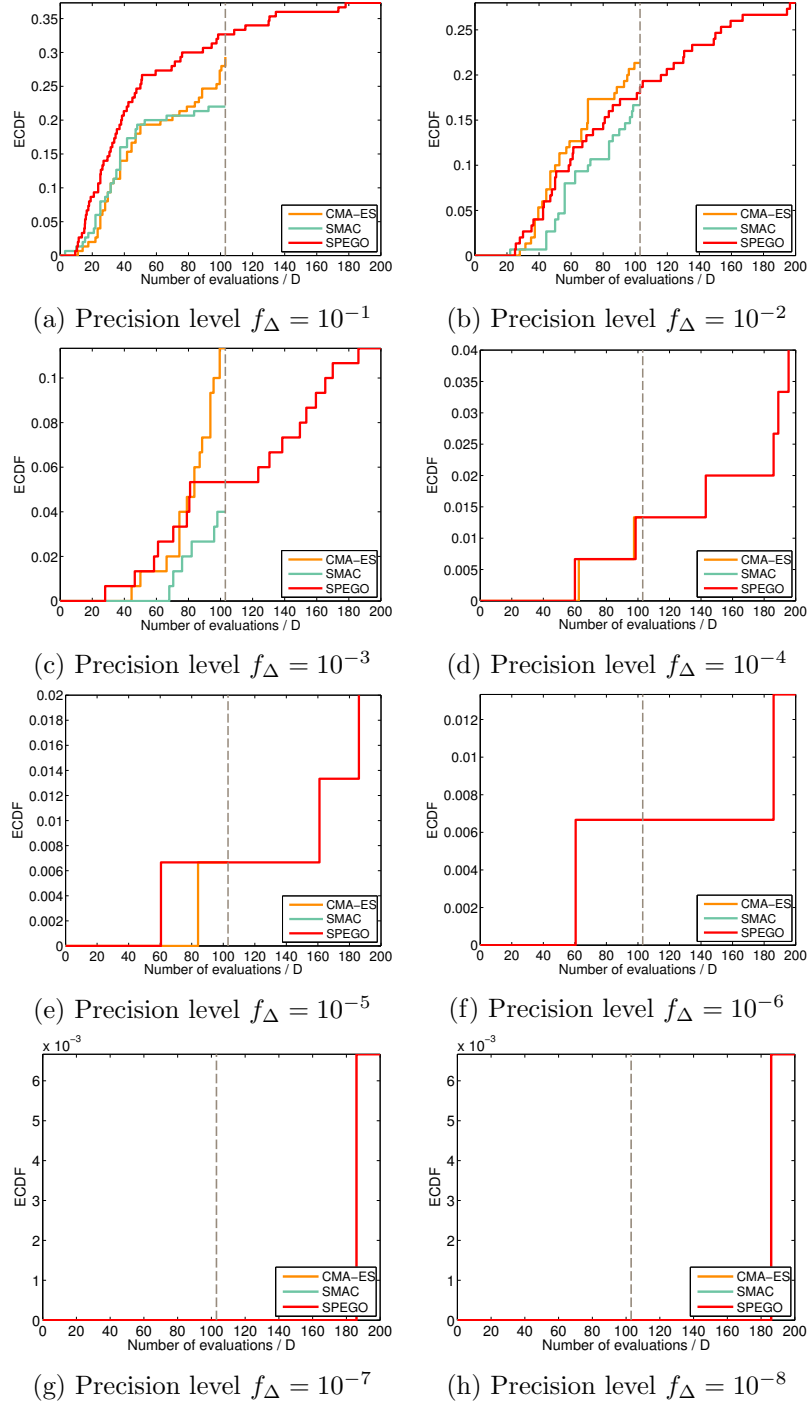 0.35
0.3
0.25
0.2
0.15
0.1
0.05
0
ECDF
0 20 40 60 80 100 120 140 160 180 200
Number of evaluations / D
CMA−ES
SMAC
SPEGO
(a) Precision level f_Δ = 10^−1
0.25
0.2
0.15
0.1
0.05
0
ECDF
0 20 40 60 80 100 120 140 160 180 200
Number of evaluations / D
CMA−ES
SMAC
SPEGO
(b) Precision level f_Δ = 10^−2
0.1
0.08
0.06
0.04
0.02
0
ECDF
0 20 40 60 80 100 120 140 160 180 200
Number of evaluations / D
CMA−ES
SMAC
SPEGO
(c) Precision level f_Δ = 10^−3
0.04
0.035
0.03
0.025
0.02
0.015
0.01
0.005
0
ECDF
0 20 40 60 80 100 120 140 160 180 200
Number of evaluations / D
CMA−ES
SMAC
SPEGO
(d) Precision level f_Δ = 10^−4
0.02
0.018
0.016
0.014
0.012
0.01
0.008
0.006
0.004
0.002
0
ECDF
0 20 40 60 80 100 120 140 160 180 200
Number of evaluations / D
CMA−ES
SMAC
SPEGO
(e) Precision level f_Δ = 10^−5
0.012
0.01
0.008
0.006
0.004
0.002
0
ECDF
0 20 40 60 80 100 120 140 160 180 200
Number of evaluations / D
CMA−ES
SMAC
SPEGO
(f) Precision level f_Δ = 10^−6
x 10^−3
6
5
4
3
2
1
0
ECDF
0 20 40 60 80 100 120 140 160 180 200
Number of evaluations / D
CMA−ES
SMAC
SPEGO
(g) Precision level f_Δ = 10^−7
x 10^−3
6
5
4
3
2
1
0
ECDF
0 20 40 60 80 100 120 140 160 180 200
Number of evaluations / D
CMA−ES
SMAC
SPEGO
(h) Precision level f_Δ = 10^−8